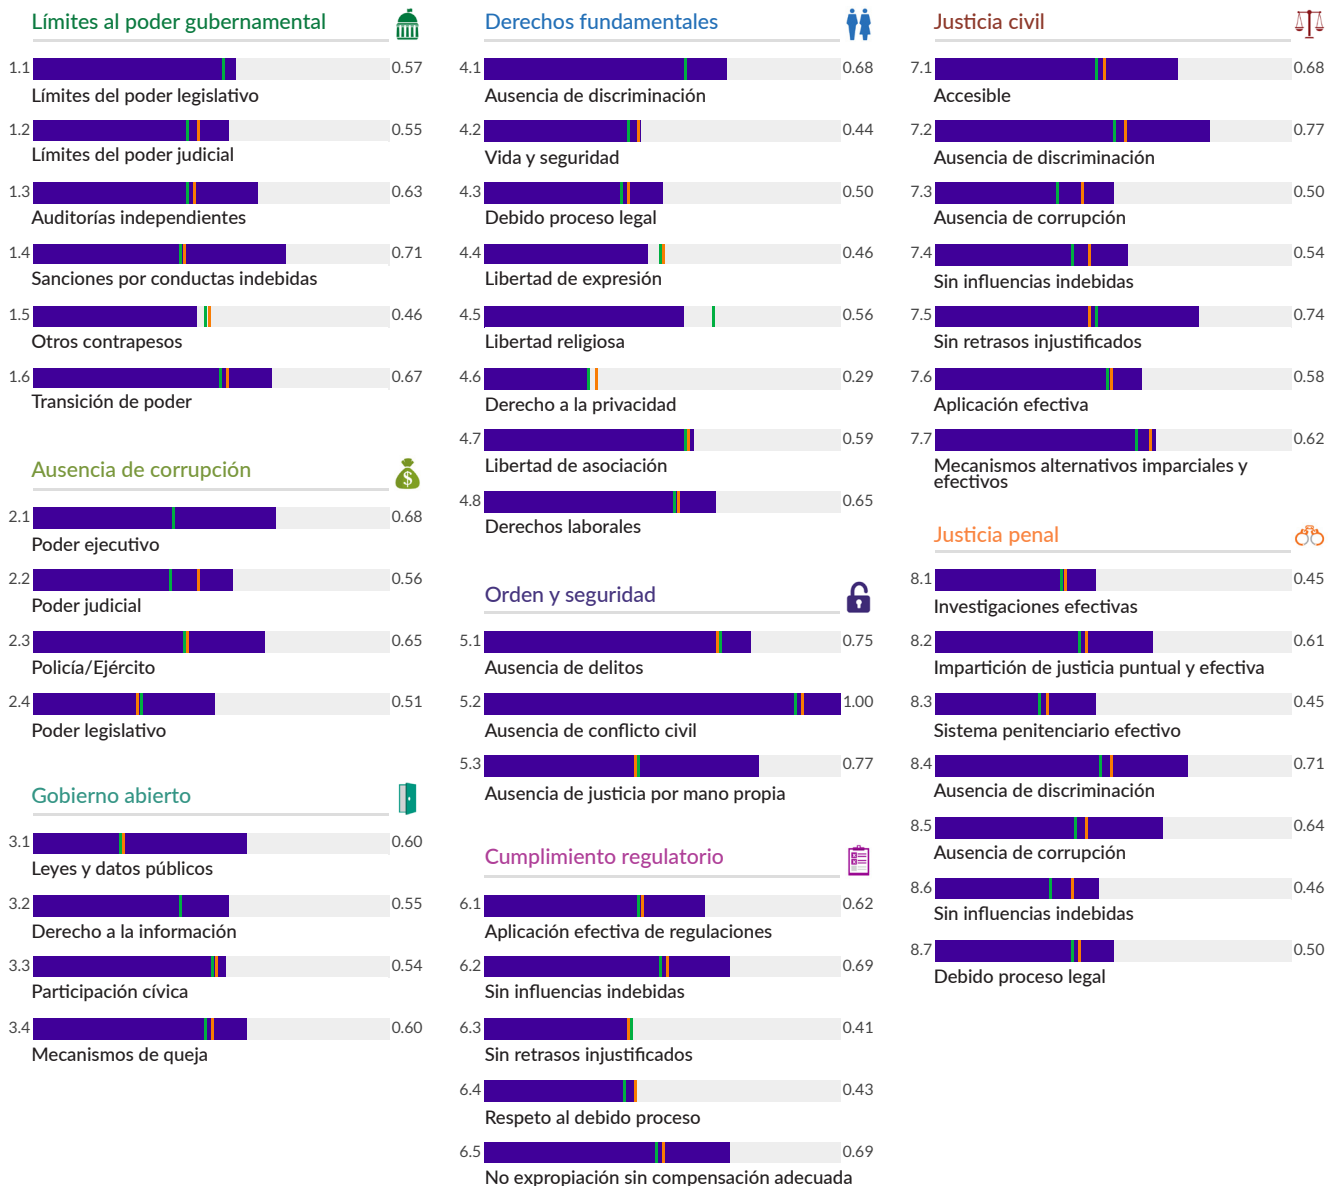 Límites al poder gubernamental
1.1 0.57
Límites del poder legislativo
1.2 0.55
Límites del poder judicial
1.3 0.63
Auditorías independientes
1.4 0.71
Sanciones por conductas indebidas
1.5 0.46
Otros contrapesos
1.6 0.67
Transición de poder
Ausencia de corrupción
$
2.1 0.68
Poder ejecutivo
2.2 0.56
Poder judicial
2.3 0.65
Policía/Ejército
2.4 0.51
Poder legislativo
Gobierno abierto
3.1 0.60
Leyes y datos públicos
3.2 0.55
Derecho a la información
3.3 0.54
Participación cívica
3.4 0.60
Mecanismos de queja
Derechos fundamentales
4.1 0.68
Ausencia de discriminación
4.2 0.44
Vida y seguridad
4.3 0.50
Debido proceso legal
4.4 0.46
Libertad de expresión
4.5 0.56
Libertad religiosa
4.6 0.29
Derecho a la privacidad
4.7 0.59
Libertad de asociación
4.8 0.65
Derechos laborales
Orden y seguridad
5.1 0.75
Ausencia de delitos
5.2 1.00
Ausencia de conflicto civil
5.3 0.77
Ausencia de justicia por mano propia
Cumplimiento regulatorio
6.1 0.62
Aplicación efectiva de regulaciones
6.2 0.69
Sin influencias indebidas
6.3 0.41
Sin retrasos injustificados
6.4 0.43
Respeto al debido proceso
6.5 0.69
No expropiación sin compensación adecuada
Justicia civil
7.1 0.68
Accesible
7.2 0.77
Ausencia de discriminación
7.3 0.50
Ausencia de corrupción
7.4 0.54
Sin influencias indebidas
7.5 0.74
Sin retrasos injustificados
7.6 0.58
Aplicación efectiva
7.7 0.62
Mecanismos alternativos imparciales y
efectivos
Justicia penal
8.1 0.45
Investigaciones efectivas
8.2 0.61
Impartición de justicia puntual y efectiva
8.3 0.45
Sistema penitenciario efectivo
8.4 0.71
Ausencia de discriminación
8.5 0.64
Ausencia de corrupción
8.6 0.46
Sin influencias indebidas
8.7 0.50
Debido proceso legal